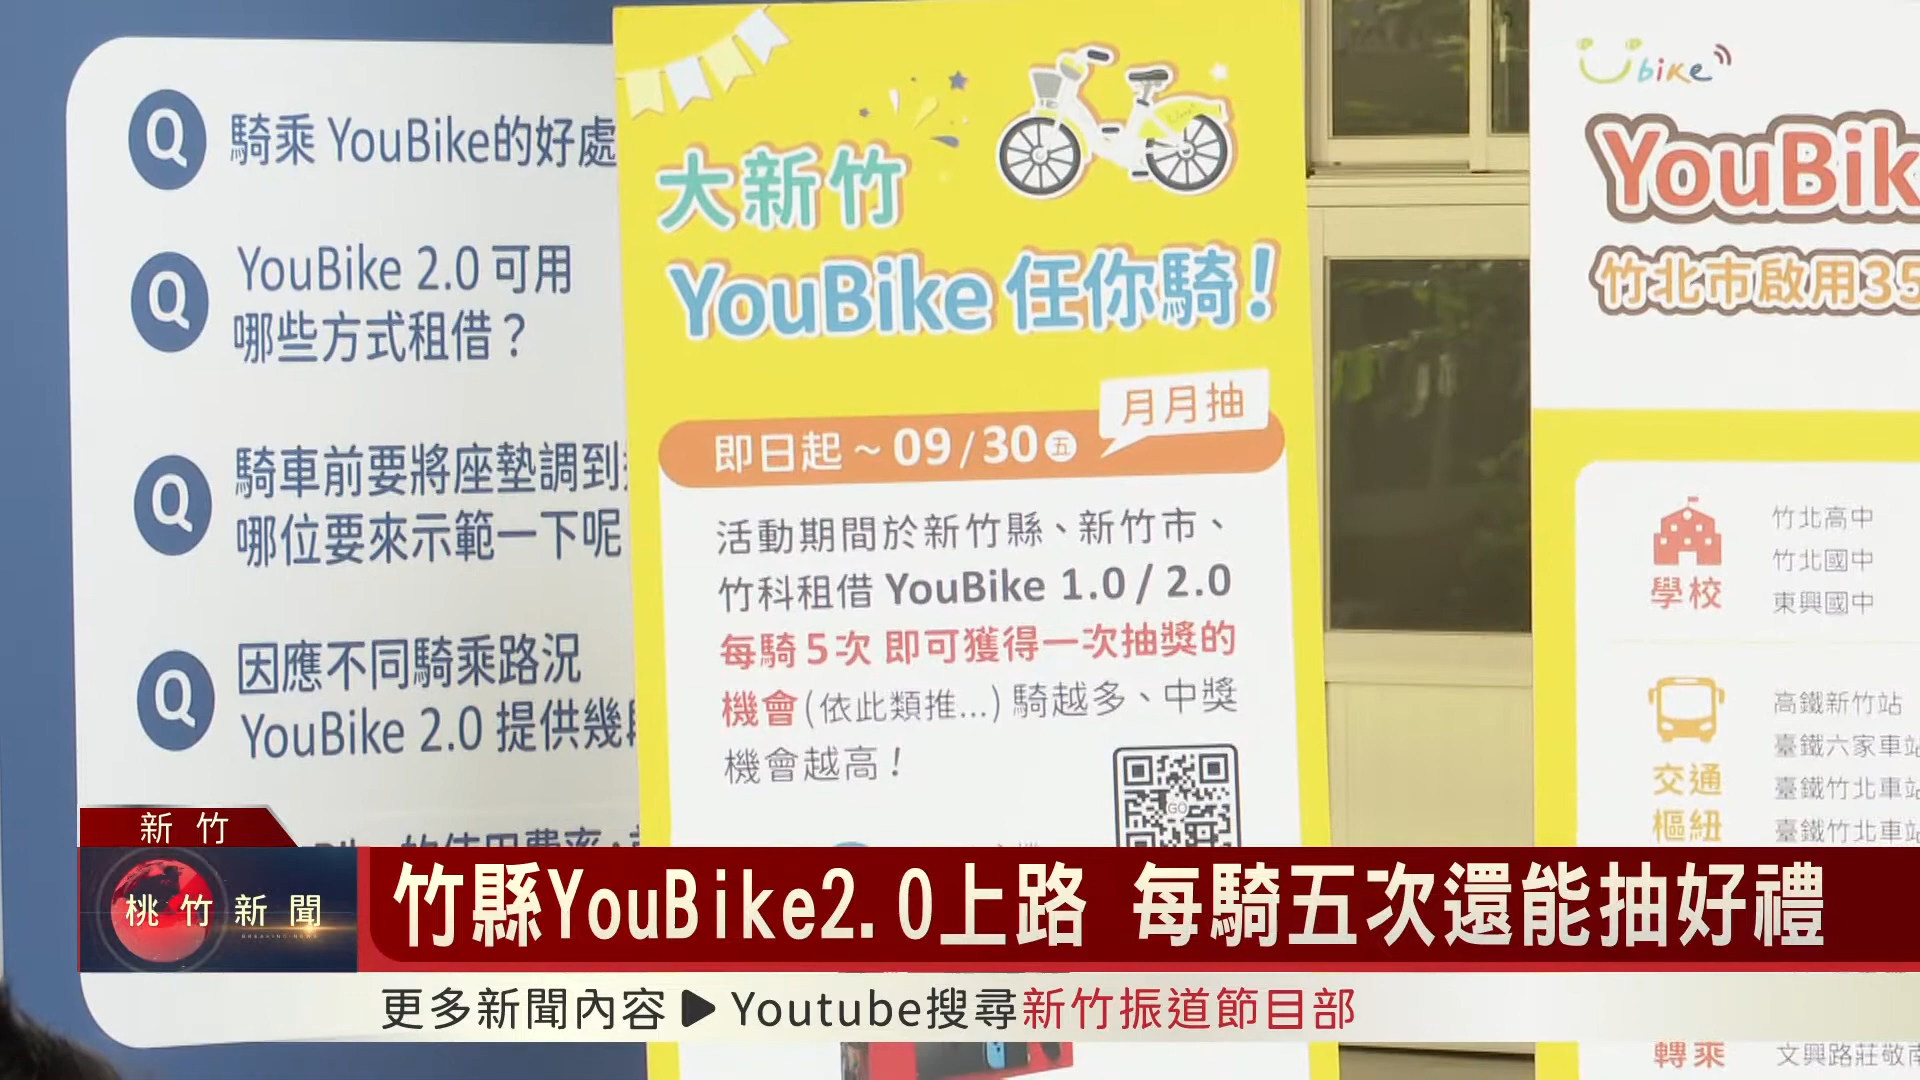 Q 騎乘 YouBike的好處
Q YouBike 2.0 可用
哪些方式租借？
Q 騎車前要將座墊調到
哪位要來示範一下呢
Q 因應不同騎乘路況
YouBike 2.0 提供幾
大新竹
YouBike 任你騎！
月月抽
即日起 ~ 09/30 五
活動期間於新竹縣、新竹市、
竹科租借 YouBike 1.0 / 2.0
每騎 5 次 即可獲得一次抽獎的
機會(依此類推...) 騎越多、中獎
機會越高！
GO
Ubike
YouBik
竹北市啟用35
學校
竹北高中
竹北國中
東興國中
交通
樞紐
高鐵新竹站
臺鐵六家車站
臺鐵竹北車站
臺鐵竹北車站
轉乘
文興路莊敬南
新竹
桃竹新聞
BREAKING NEWS
竹縣YouBike2.0上路 每騎五次還能抽好禮
更多新聞內容▶Youtube搜尋新竹振道節目部